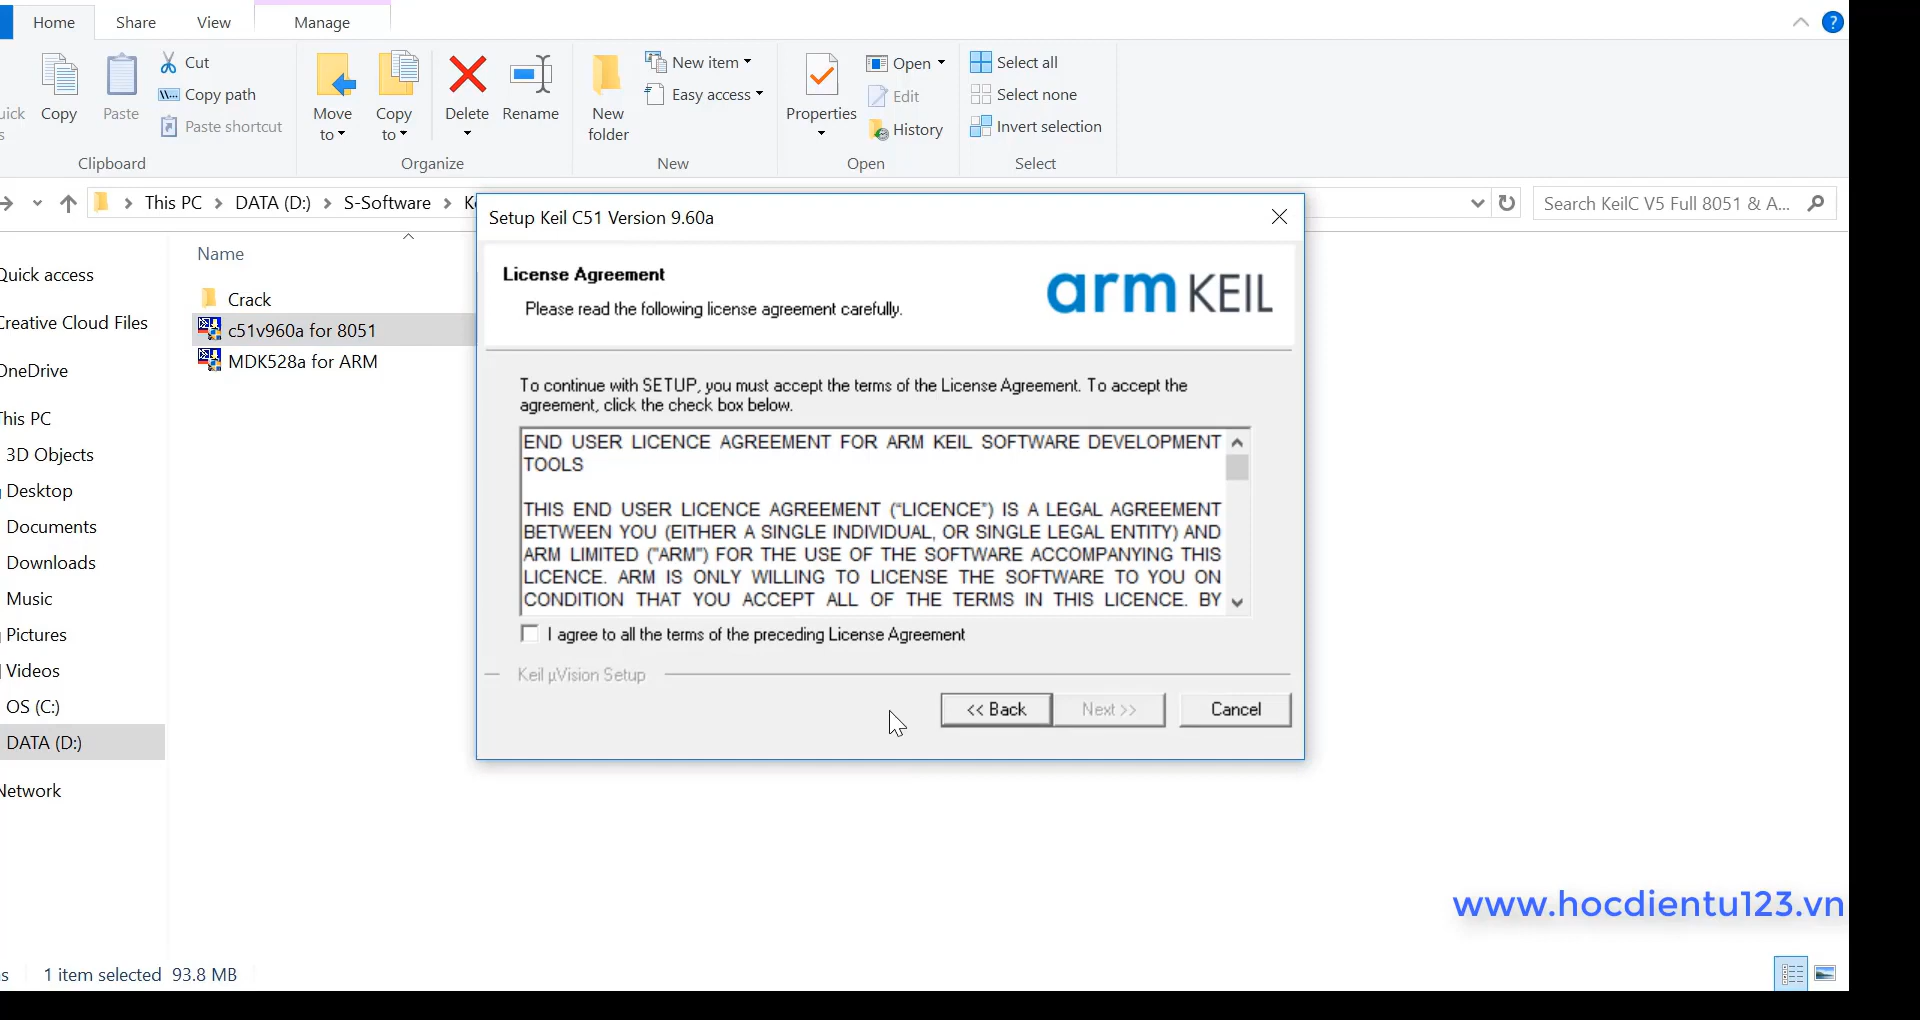 Home Share View Manage
Copy
Paste
Cut
Copy path
Paste shortcut
Clipboard
Move to
Copy to
Delete
Rename
Organize
New folder
New item
Easy access
New
Properties
Open
Edit
History
Open
Select all
Select none
Invert selection
Select
This PC > DATA (D:) > S-Software >
Search KeilC V5 Full 8051 & A...
Name
Crack
c51v960a for 8051
MDK528a for ARM
Quick access
Creative Cloud Files
OneDrive
This PC
3D Objects
Desktop
Documents
Downloads
Music
Pictures
Videos
OS (C:)
DATA (D:)
Network
Setup Keil C51 Version 9.60a
License Agreement
Please read the following license agreement carefully.
arm KEIL
To continue with SETUP, you must accept the terms of the License Agreement. To accept the
agreement, click the check box below.
END USER LICENCE AGREEMENT FOR ARM KEIL SOFTWARE DEVELOPMENT
TOOLS
THIS END USER LICENCE AGREEMENT (“LICENCE”) IS A LEGAL AGREEMENT
BETWEEN YOU (EITHER A SINGLE INDIVIDUAL, OR SINGLE LEGAL ENTITY) AND
ARM LIMITED ("ARM") FOR THE USE OF THE SOFTWARE ACCOMPANYING THIS
LICENCE. ARM IS ONLY WILLING TO LICENSE THE SOFTWARE TO YOU ON
CONDITION THAT YOU ACCEPT ALL OF THE TERMS IN THIS LICENCE. BY
I agree to all the terms of the preceding License Agreement
Keil µVision Setup
<< Back
Next >>
Cancel
www.hocdientu123.vn
1 item selected 93.8 MB